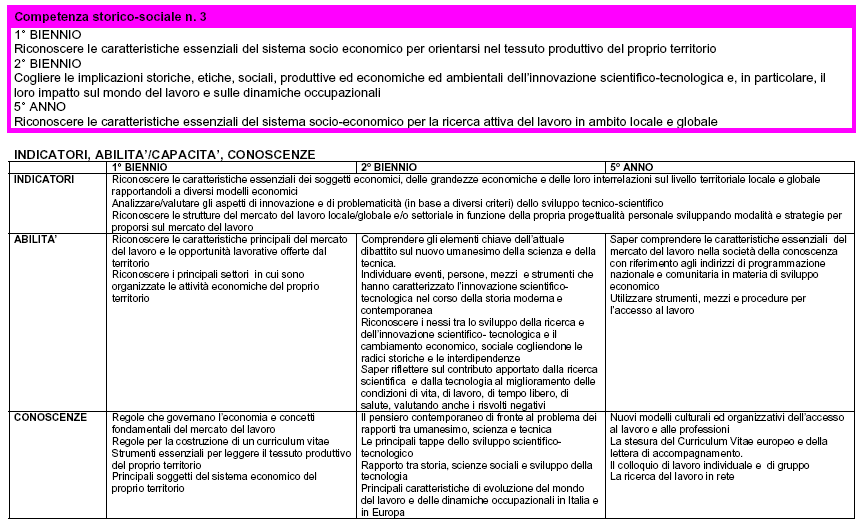 Competenza storico-sociale n. 3
1° BIENNIO
Riconoscere le caratteristiche essenziali del sistema socio economico per orientarsi nel tessuto produttivo del proprio territorio
2° BIENNIO
Cogliere le implicazioni storiche, etiche, sociali, produttive ed economiche ed ambientali dell'innovazione scientifico-tecnologica e, in particolare, il
loro impatto sul mondo del lavoro e sulle dinamiche occupazionali
5° ANNO
Riconoscere le caratteristiche essenziali del sistema socio-economico per la ricerca attiva del lavoro in ambito locale e globale
INDICATORI, ABILITA'/CAPACITA', CONOSCENZE
1° BIENNIO
2° BIENNIO
5° ANNO
INDICATORI
Riconoscere le caratteristiche essenziali dei soggetti economici, delle grandezze economiche e delle loro interrelazioni sul livello territoriale locale e globale
rapportandoli a diversi modelli economici
Analizzare/valutare gli aspetti di innovazione e di problematicità (in base a diversi criteri) dello sviluppo tecnico-scientifico
Riconoscere le strutture del mercato del lavoro locale/globale e/o settoriale in funzione della propria progettualità personale sviluppando modalità e strategie per
proporsi sul mercato del lavoro
ABILITA'
Riconoscere le caratteristiche principali del mercato
del lavoro e le opportunità lavorative offerte dal
territorio
Riconoscere i principali settori in cui sono
organizzate le attività economiche del proprio
territorio
Comprendere gli elementi chiave dell'attuale
dibattito sul nuovo umanesimo della scienza e della
tecnica.
Individuare eventi, persone, mezzi e strumenti che
hanno caratterizzato l'innovazione scientifico-
tecnologica nel corso della storia moderna e
contemporanea
Riconoscere i nessi tra lo sviluppo della ricerca e
dell'innovazione scientifico- tecnologica e il
cambiamento economico, sociale cogliendone le
radici storiche e le interdipendenze
Saper riflettere sul contributo apportato dalla ricerca
scientifica e dalla tecnologia al miglioramento delle
condizioni di vita, di lavoro, di tempo libero, di
salute, valutando anche i risvolti negativi
Saper comprendere le caratteristiche essenziali del
mercato del lavoro nella società della conoscenza
con riferimento agli indirizzi di programmazione
nazionale e comunitaria in materia di sviluppo
economico
Utilizzare strumenti, mezzi e procedure per
l'accesso al lavoro
CONOSCENZE
Regole che governano l'economia e concetti
fondamentali del mercato del lavoro
Regole per la costruzione di un curriculum vitae
Strumenti essenziali per leggere il tessuto produttivo
del proprio territorio
Principali soggetti del sistema economico del
proprio territorio
Il pensiero contemporaneo di fronte al problema dei
rapporti tra umanesimo, scienza e tecnica
Le principali tappe dello sviluppo scientifico-
tecnologico
Rapporto tra storia, scienze sociali e sviluppo della
tecnologia
Principali caratteristiche di evoluzione del mondo
del lavoro e delle dinamiche occupazionali in Italia e
in Europa
Nuovi modelli culturali ed organizzativi dell'accesso
al lavoro e alle professioni
La stesura del Curriculum Vitae europeo e della
lettera di accompagnamento.
Il colloquio di lavoro individuale e di gruppo
La ricerca del lavoro in rete